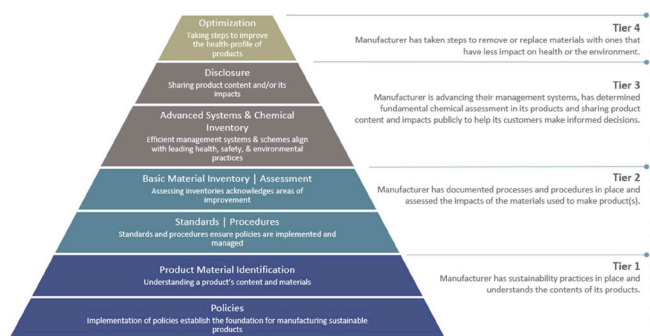 Optimization
Taking steps to improve
the health-profile of
products
Disclosure
Sharing product content and/or its
impacts
Advanced Systems & Chemical
Inventory
Efficient management systems & schemes align
with leading health, safety, & environmental
practices
Basic Material Inventory | Assessment
Assessing inventories acknowledges areas of
improvement
Standards | Procedures
Standards and procedures ensure policies are implemented and
managed
Product Material Identification
Understanding a product's content and materials
Policies
Implementation of policies establish the foundation for manufacturing sustainable
products
Tier 4
Manufacturer has taken steps to remove or replace materials with ones that
have less impact on health or the environment.
Tier 3
Manufacturer is advancing their management systems, has determined
fundamental chemical assessment in its products and sharing product
content and impacts publicly to help its customers make informed decisions.
Tier 2
Manufacturer has documented processes and procedures in place and
assessed the impacts of the materials used to make product(s).
Tier 1
Manufacturer has sustainability practices in place and
understands the contents of its products.